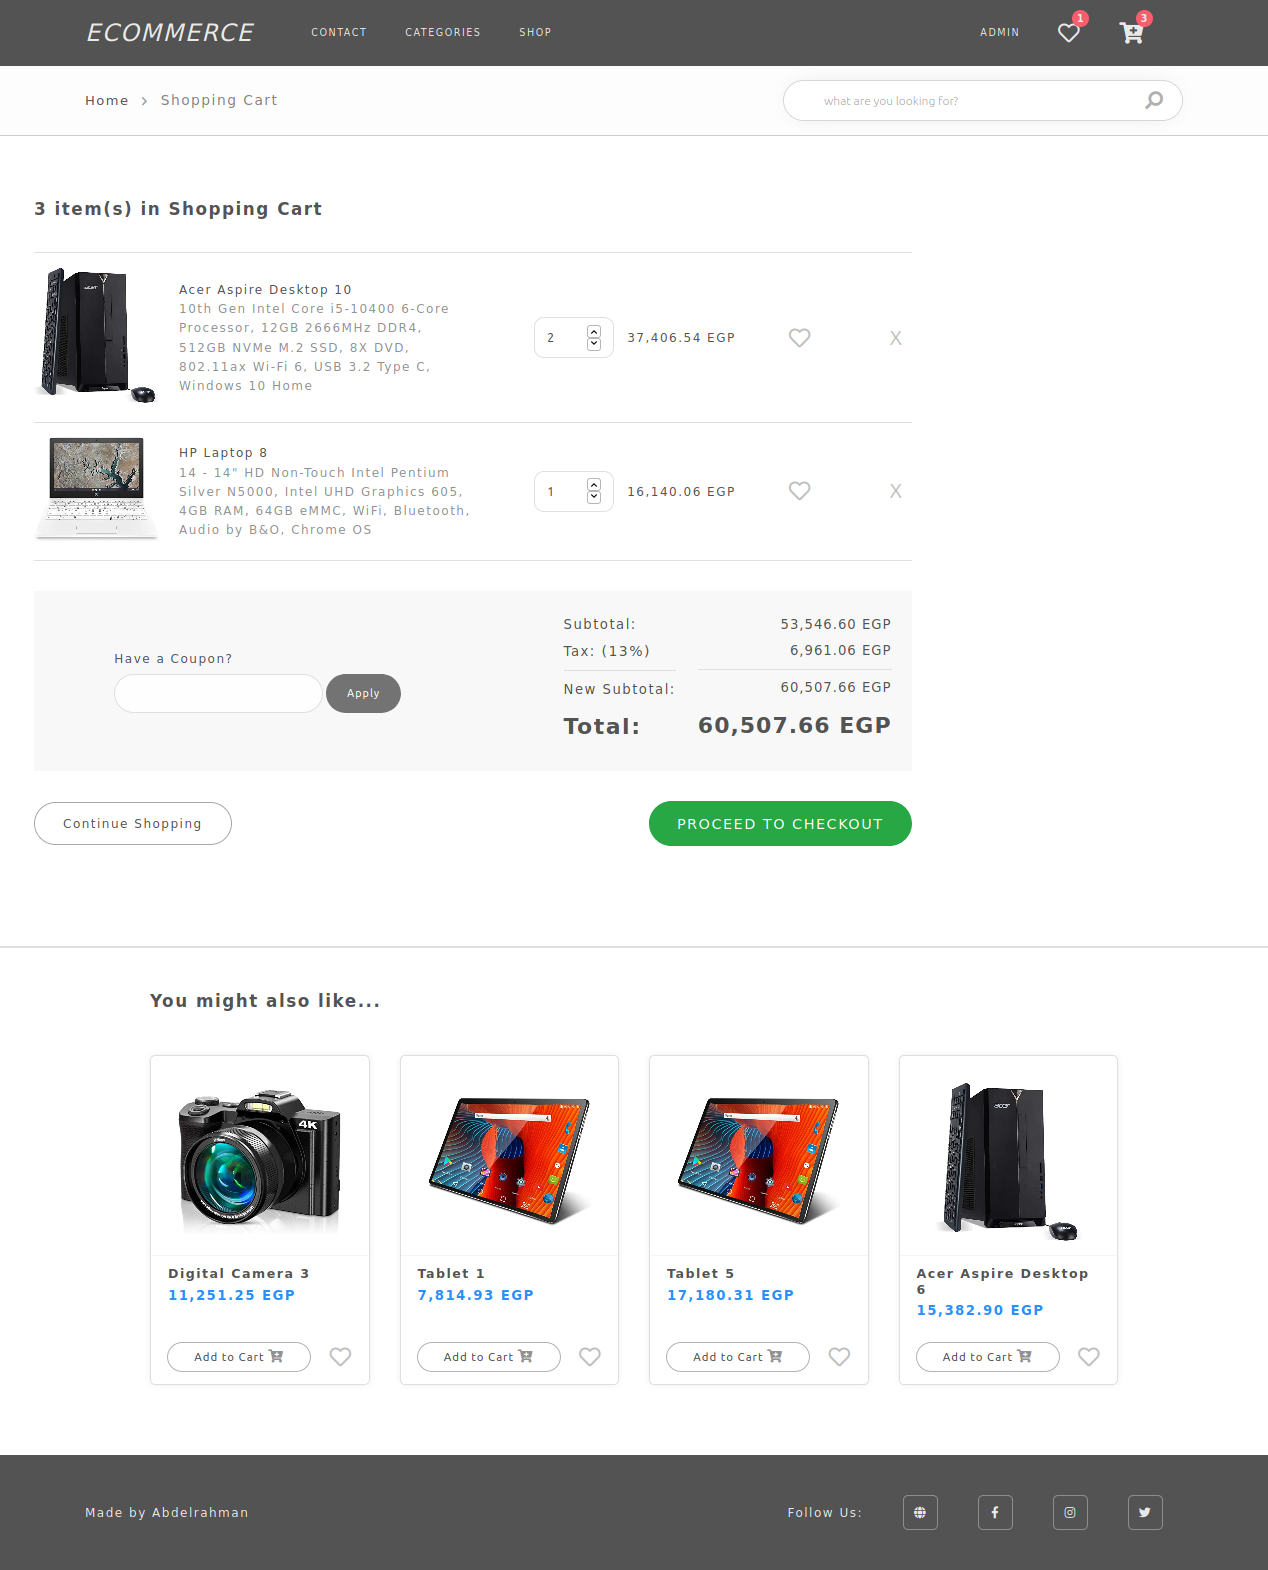 ECOMMERCE
CONTACT
CATEGORIES
SHOP
ADMIN
1
3
Home
Shopping Cart
what are you looking for?
3 item(s) in Shopping Cart
Acer Aspire Desktop 10
10th Gen Intel Core i5-10400 6-Core
Processor, 12GB 2666MHz DDR4,
512GB NVMe M.2 SSD, 8X DVD,
802.11ax Wi-Fi 6, USB 3.2 Type C,
Windows 10 Home
2
37,406.54 EGP
X
HP Laptop 8
14 - 14" HD Non-Touch Intel Pentium
Silver N5000, Intel UHD Graphics 605,
4GB RAM, 64GB eMMC, WiFi, Bluetooth,
Audio by B&O, Chrome OS
1
16,140.06 EGP
X
Have a Coupon?
Apply
Subtotal: 53,546.60 EGP
Tax: (13%) 6,961.06 EGP
New Subtotal: 60,507.66 EGP
Total: 60,507.66 EGP
Continue Shopping
PROCEED TO CHECKOUT
You might also like...
4K
acer
Digital Camera 3
11,251.25 EGP
Add to Cart
Tablet 1
7,814.93 EGP
Add to Cart
Tablet 5
17,180.31 EGP
Add to Cart
Acer Aspire Desktop
6
15,382.90 EGP
Add to Cart
Made by Abdelrahman
Follow Us: